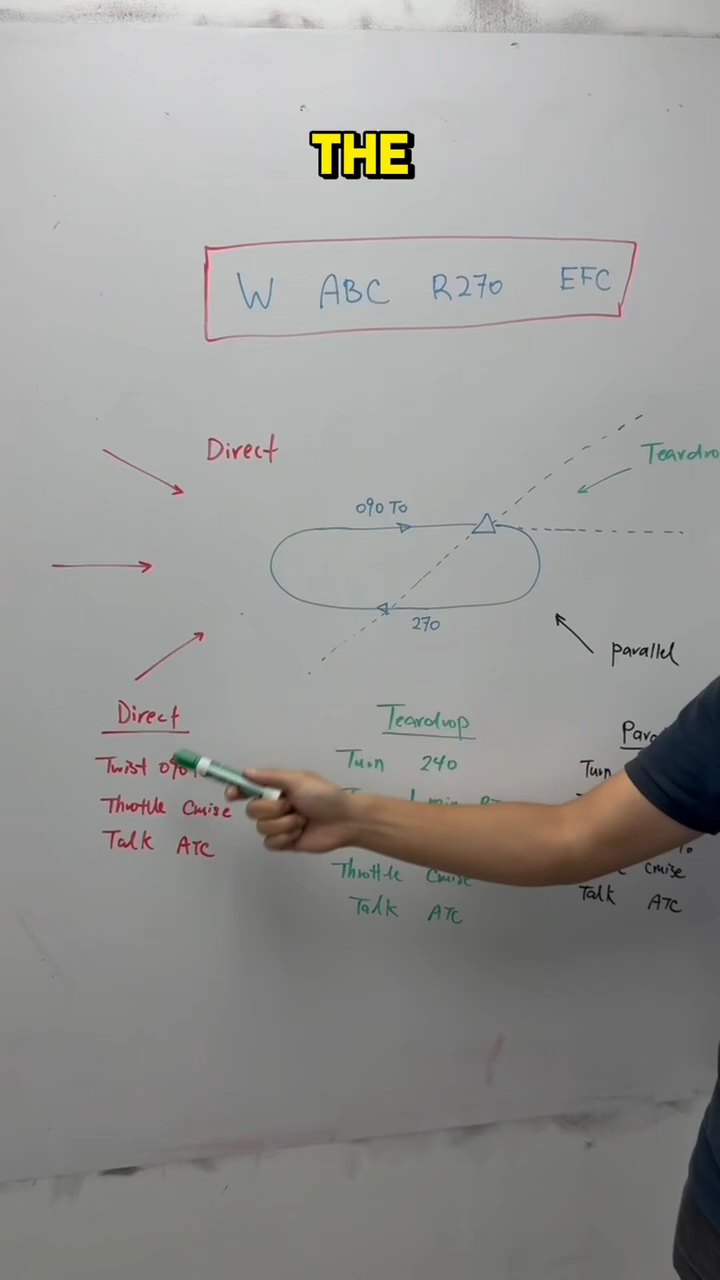 THE
W ABC R270 EFC
Direct
Teardro
090 TO
270
parallel
Direct
Teardrop
Para
Twist
Turn 240
Turn
Throttle Cruise
Talk ATC
Throttle Cruise
Cruise
Talk ATC
Talk ATC